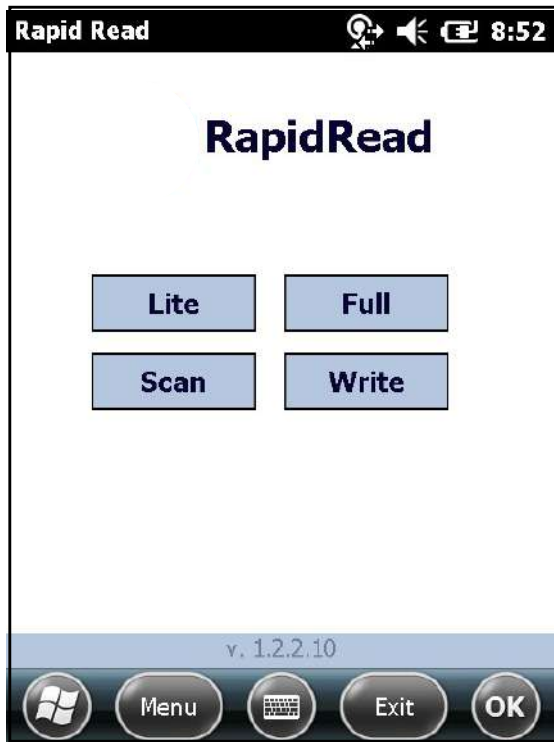 Rapid Read 8:52
RapidRead
Lite Full
Scan Write
v. 1.2.2.10
Menu Exit OK